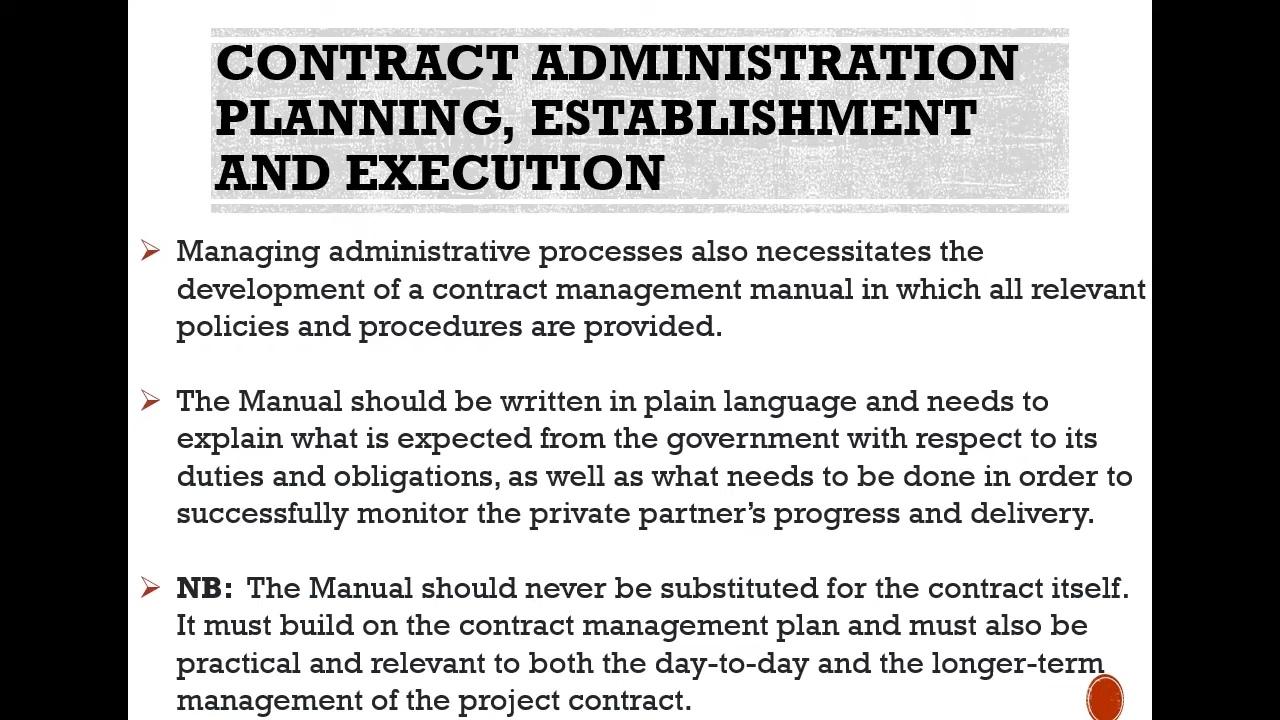 CONTRACT ADMINISTRATION
PLANNING, ESTABLISHMENT
AND EXECUTION
Managing administrative processes also necessitates the
development of a contract management manual in which all relevant
policies and procedures are provided.
The Manual should be written in plain language and needs to
explain what is expected from the government with respect to its
duties and obligations, as well as what needs to be done in order to
successfully monitor the private partner’s progress and delivery.
NB: The Manual should never be substituted for the contract itself.
It must build on the contract management plan and must also be
practical and relevant to both the day-to-day and the longer-term
management of the project contract.